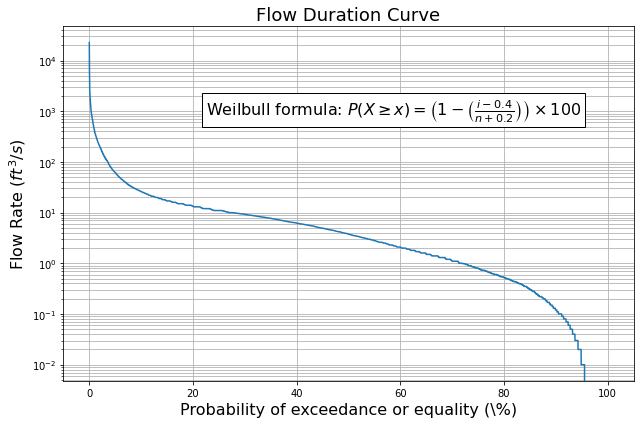 Flow Duration Curve
10⁴
10³
10²
10¹
10⁰
10⁻¹
10⁻²
Flow Rate (ft³/s)
Weilbull formula: P(X ≥ x) = (1 − (i − 0.4 / n + 0.2)) × 100
0 20 40 60 80 100
Probability of exceedance or equality (\%)